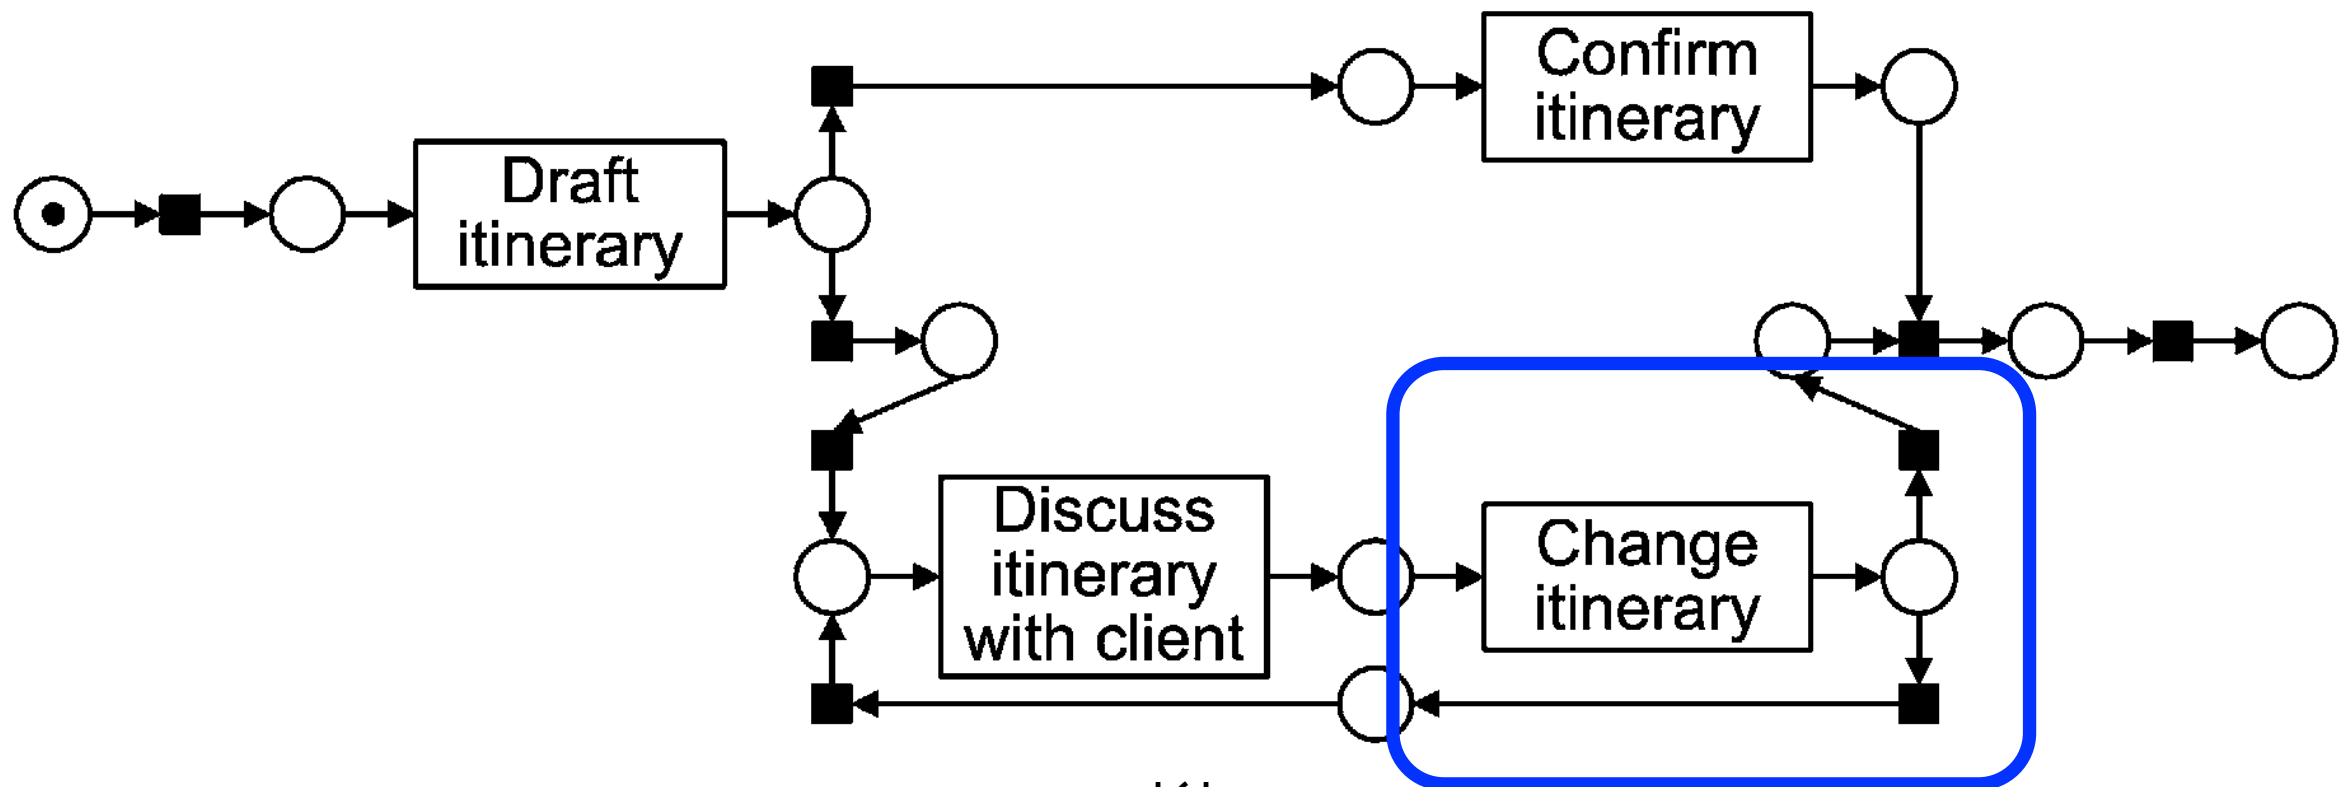 Confirm
itinerary
Draft
itinerary
Discuss
itinerary
with client
Change
itinerary